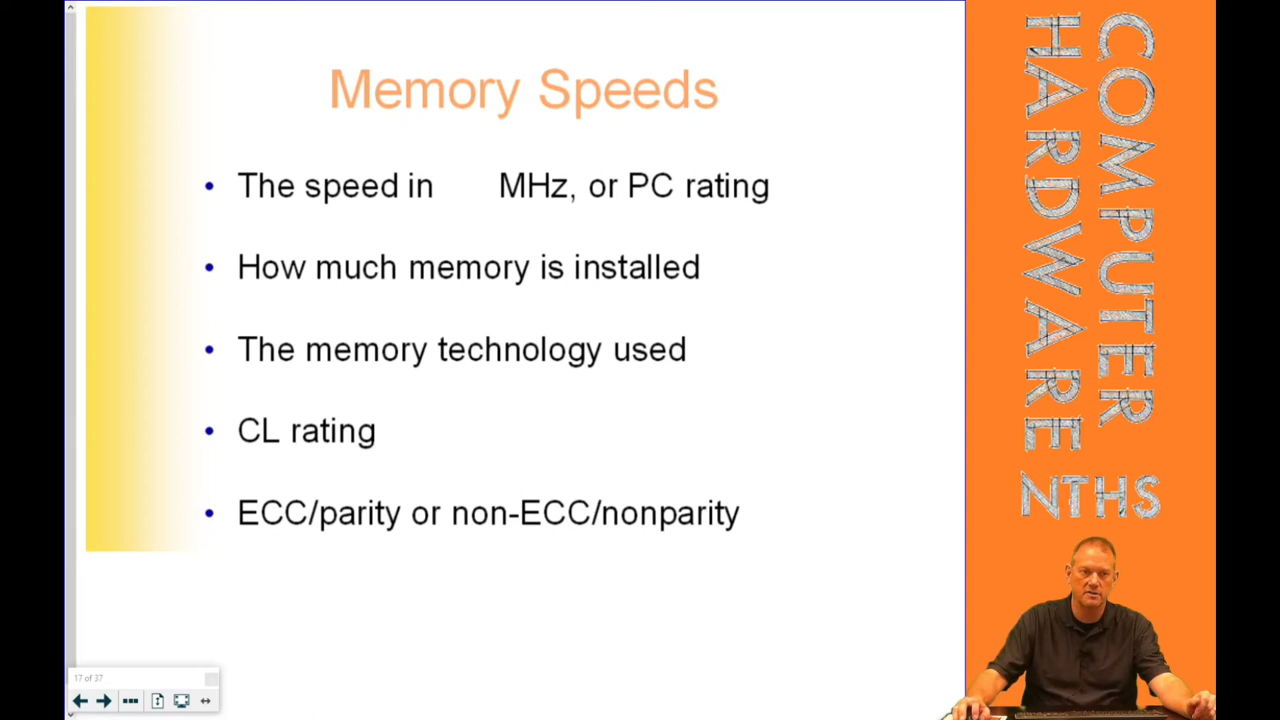 Memory Speeds
• The speed in MHz, or PC rating
• How much memory is installed
• The memory technology used
• CL rating
• ECC/parity or non-ECC/nonparity
17 of 37
COMPUTER
HARDWARE
NTHS